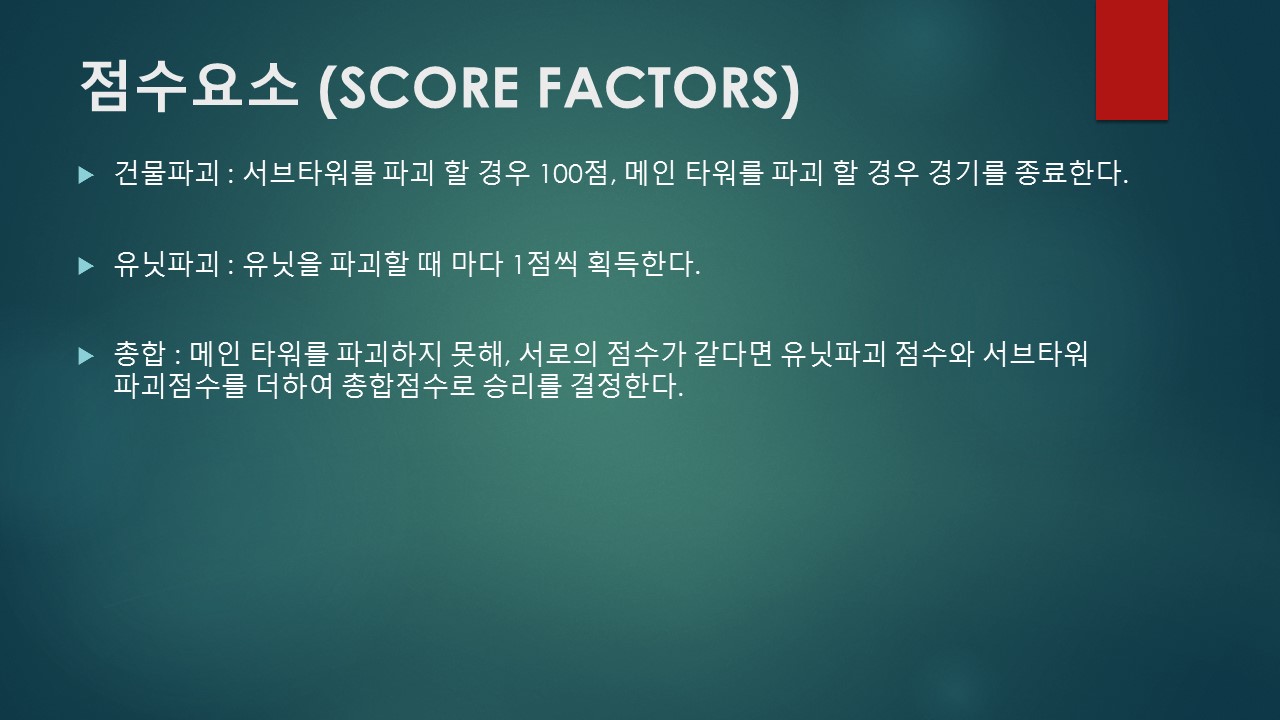 점수요소 (SCORE FACTORS)
건물파괴 : 서브타워를 파괴 할 경우 100점, 메인 타워를 파괴 할 경우 경기를 종료한다.
유닛파괴 : 유닛을 파괴할 때 마다 1점씩 획득한다.
총합 : 메인 타워를 파괴하지 못해, 서로의 점수가 같다면 유닛파괴 점수와 서브타워
파괴점수를 더하여 총합점수로 승리를 결정한다.